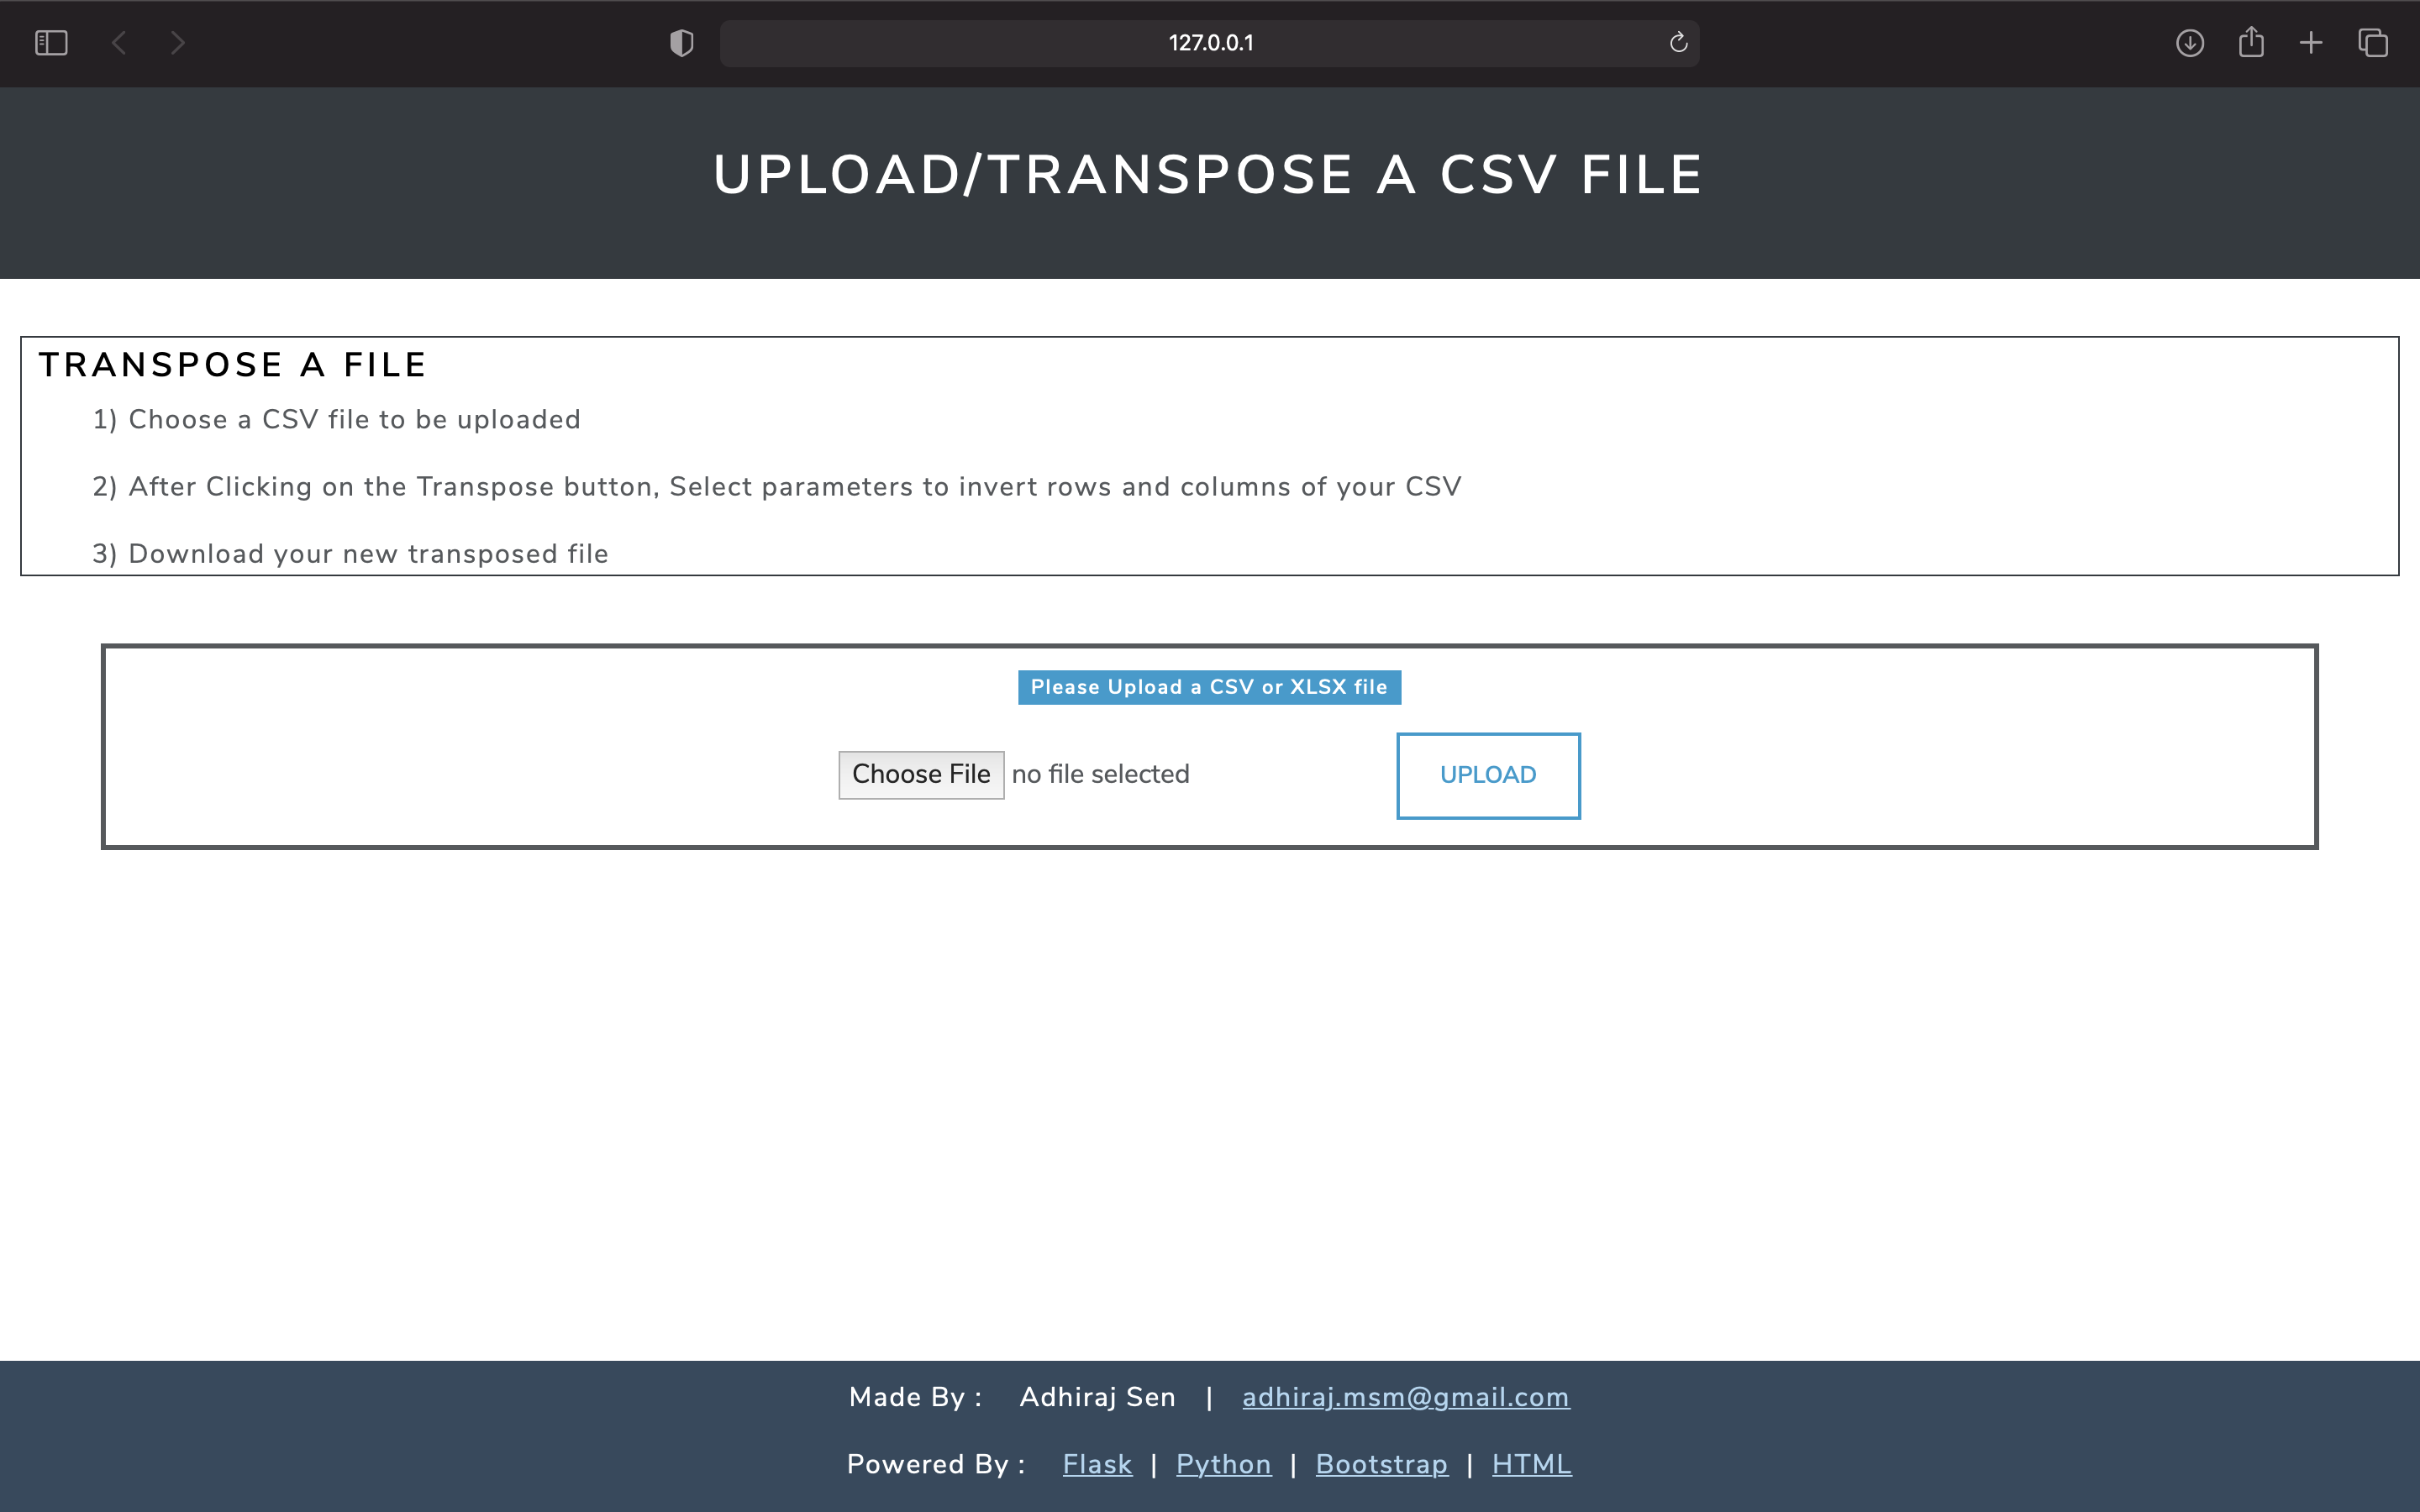 127.0.0.1
UPLOAD/TRANSPOSE A CSV FILE
TRANSPOSE A FILE
1) Choose a CSV file to be uploaded
2) After Clicking on the Transpose button, Select parameters to invert rows and columns of your CSV
3) Download your new transposed file
Please Upload a CSV or XLSX file
Choose File no file selected UPLOAD
Made By : Adhiraj Sen | adhiraj.msm@gmail.com
Powered By : Flask | Python | Bootstrap | HTML